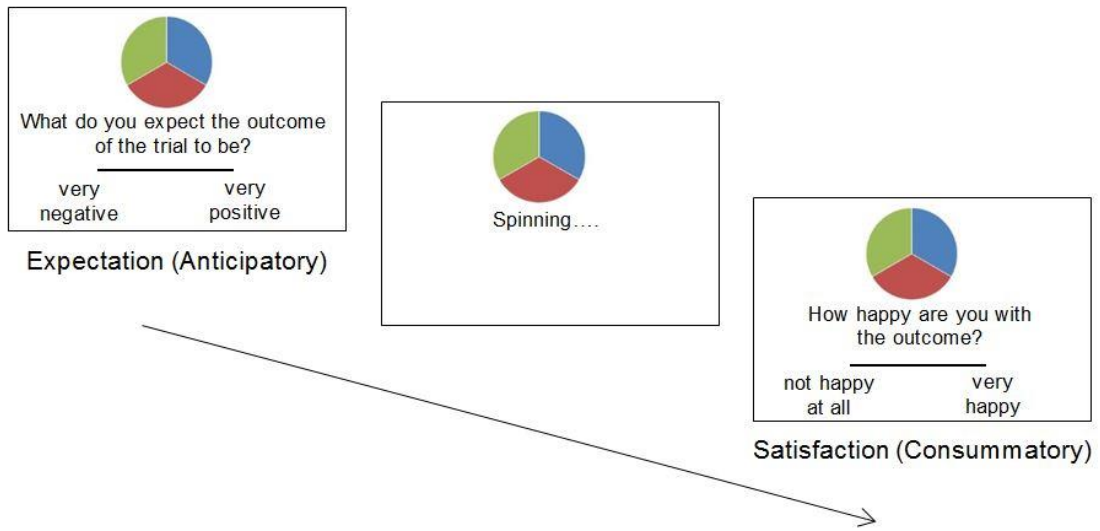 What do you expect the outcome
of the trial to be?
very
negative
very
positive
Expectation (Anticipatory)
Spinning....
How happy are you with
the outcome?
not happy
at all
very
happy
Satisfaction (Consummatory)